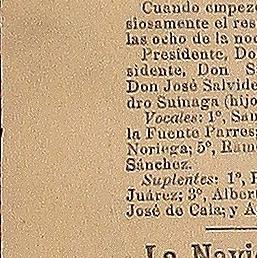 Cuando empez
siosamente el res
las ocho de la noc
Presidente, Do
sidente, Don S
Don José Salvide
dro Suinaga (hijo
Vocales: 1º, San
la Fuente Parres;
Noriega; 5º, Ram
Sánchez.
Suplentes: 1º, F
Juárez; 3º, Albert
José de Cala; y A
La Navi